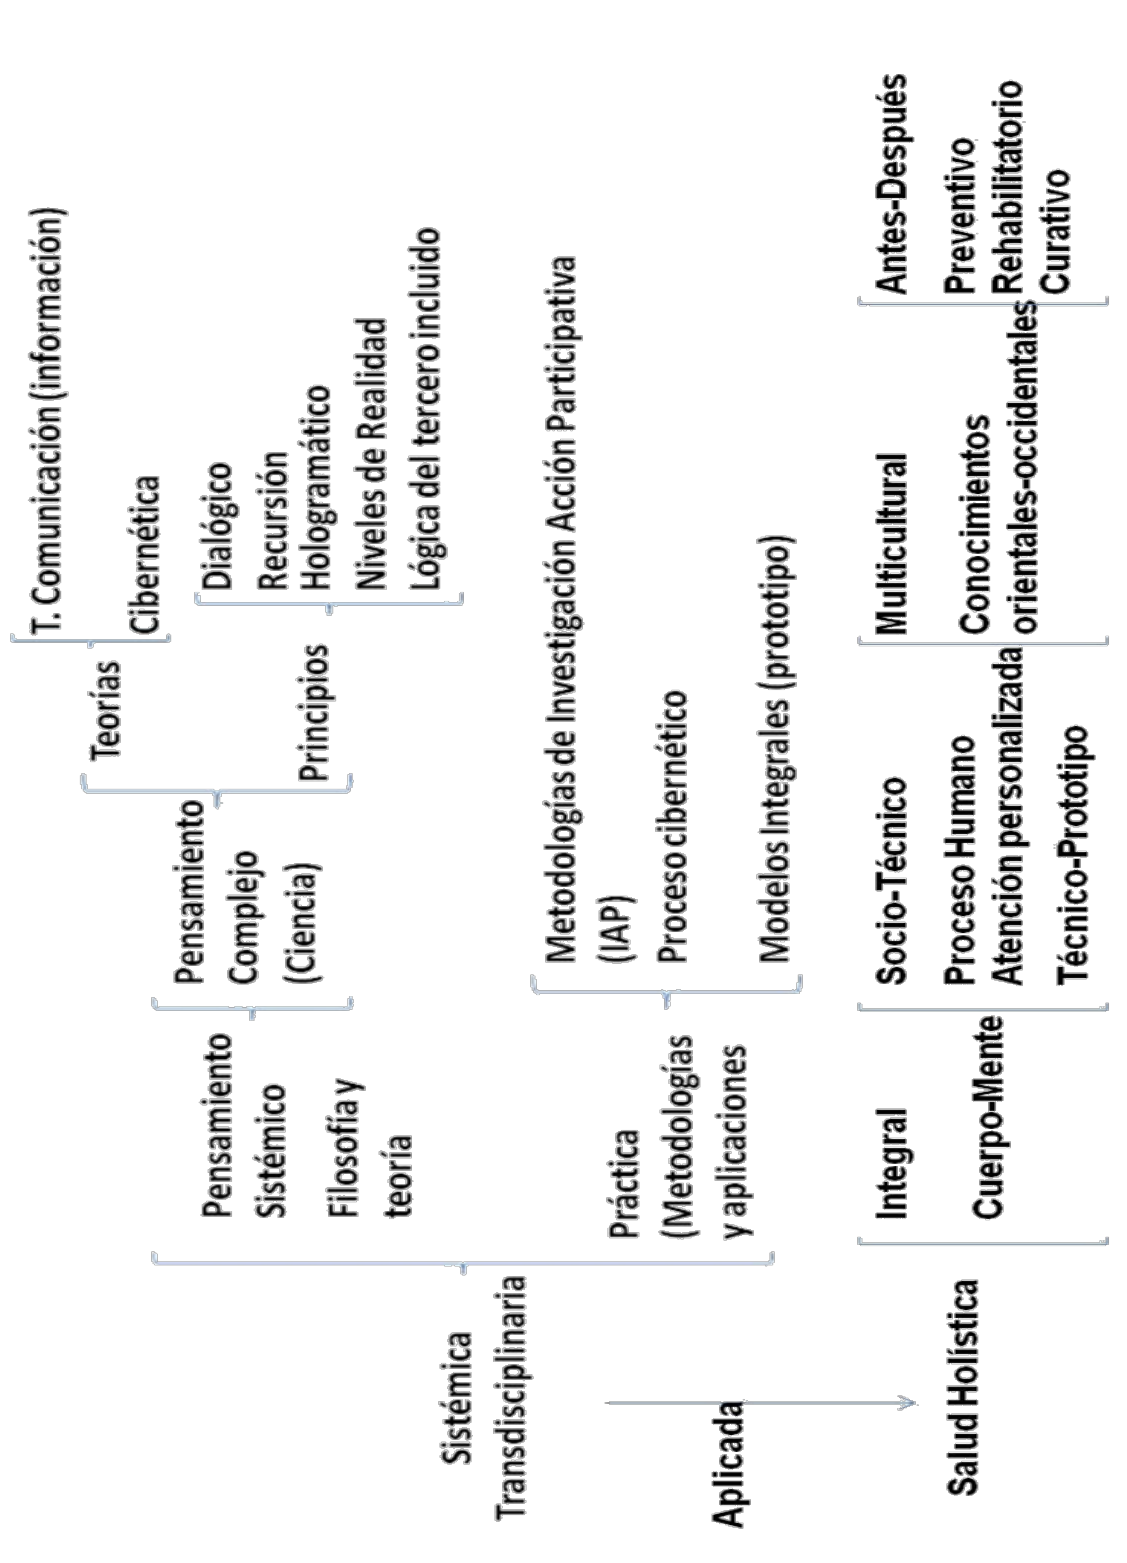 Sistémica
Transdisciplinaria
Pensamiento
Sistémico
Filosofía y
teoría
Pensamiento
Complejo
(Ciencia)
Teorías
T. Comunicación (información)
Cibernética
Principios
Dialógico
Recursión
Hologramático
Niveles de Realidad
Lógica del tercero incluido
Práctica
(Metodologías
y aplicaciones
Metodologías de Investigación Acción Participativa
(IAP)
Proceso cibernético
Modelos Integrales (prototipo)
Aplicada
Salud Holística
Integral
Cuerpo-Mente
Socio-Técnico
Proceso Humano
Atención personalizada
Técnico-Prototipo
Multicultural
Conocimientos
orientales-occidentales
Antes-Después
Preventivo
Rehabilitatorio
Curativo